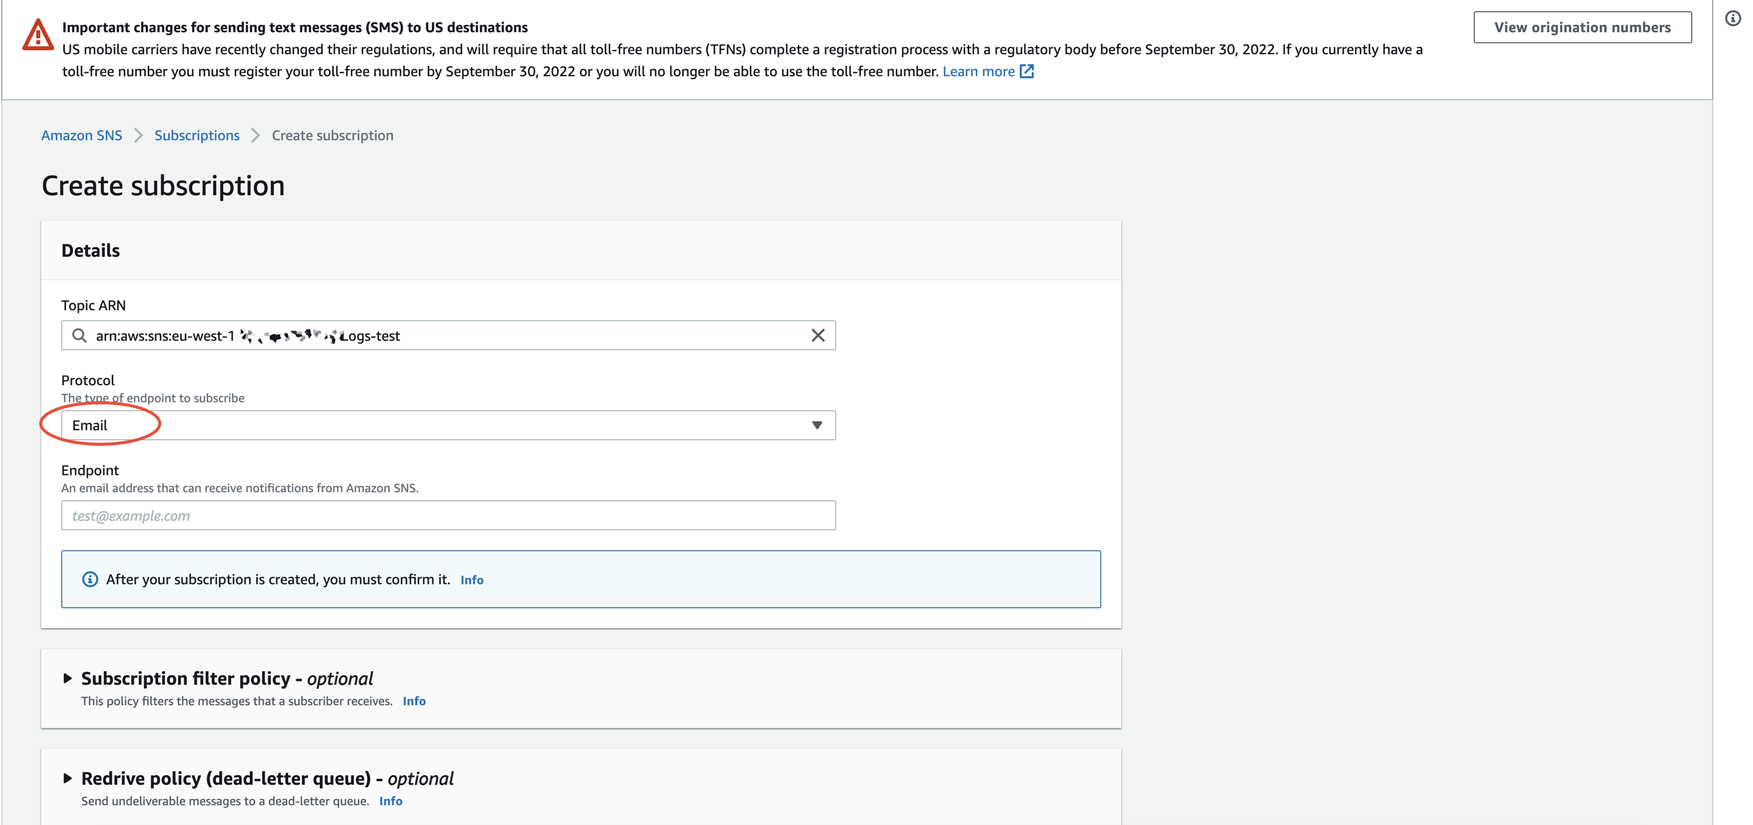 Important changes for sending text messages (SMS) to US destinations
US mobile carriers have recently changed their regulations, and will require that all toll-free numbers (TFNs) complete a registration process with a regulatory body before September 30, 2022. If you currently have a
toll-free number you must register your toll-free number by September 30, 2022 or you will no longer be able to use the toll-free number. Learn more
View origination numbers
Amazon SNS > Subscriptions > Create subscription
Create subscription
Details
Topic ARN
arn:aws:sns:eu-west-1 Logs-test
Protocol
The type of endpoint to subscribe
Email
Endpoint
An email address that can receive notifications from Amazon SNS.
test@example.com
After your subscription is created, you must confirm it. Info
Subscription filter policy - optional
This policy filters the messages that a subscriber receives. Info
Redrive policy (dead-letter queue) - optional
Send undeliverable messages to a dead-letter queue. Info